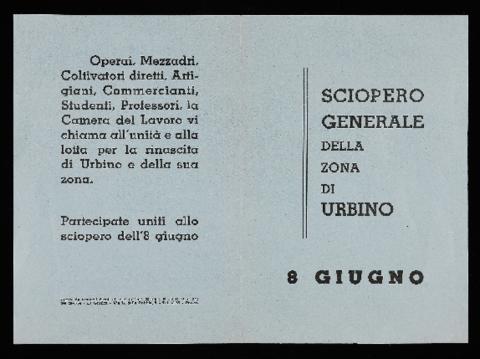 Operai, Mezzadri,
Coltivatori diretti, Arti-
giani, Commercianti,
Studenti, Professori, la
Camera del Lavoro vi
chiama all'unità e alla
lotta per la rinascita
di Urbino e della sua
zona.
Partecipate uniti allo
sciopero dell'8 giugno
SCIOPERO
GENERALE
DELLA
ZONA
DI
URBINO
8 GIUGNO